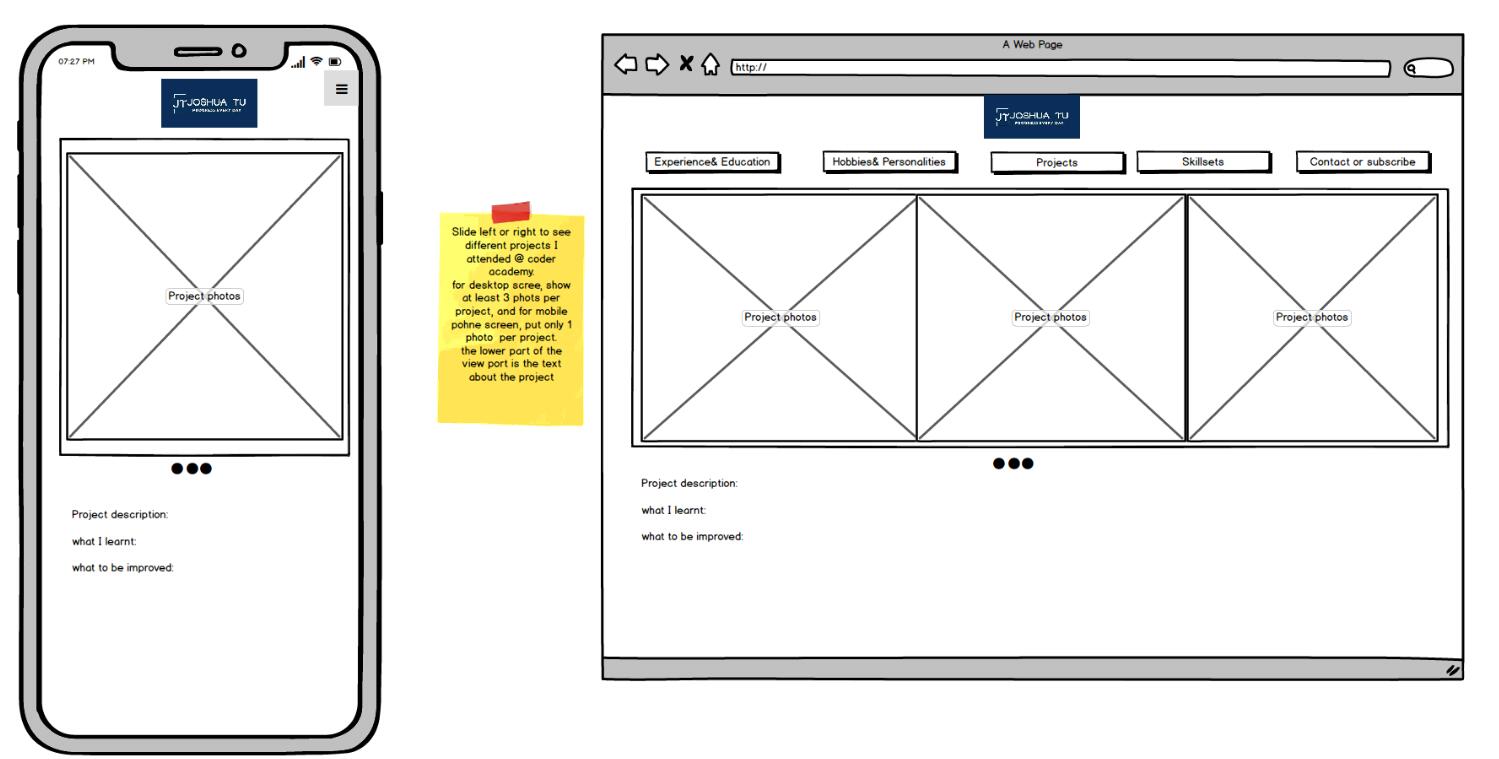 07:27 PM
JT JOSHUA TU
PROGRESS EVERY DAY
Project photos
Project description:
what I learnt:
what to be improved:
Slide left or right to see
different projects I
attended @ coder
academy.
for desktop scree, show
at least 3 phots per
project, and for mobile
pohne screen, put only 1
photo per project.
the lower part of the
view port is the text
about the project
A Web Page
http://
JT JOSHUA TU
PROGRESS EVERY DAY
Experience& Education
Hobbies& Personalities
Projects
Skillsets
Contact or subscribe
Project photos
Project photos
Project photos
Project description:
what I learnt:
what to be improved: